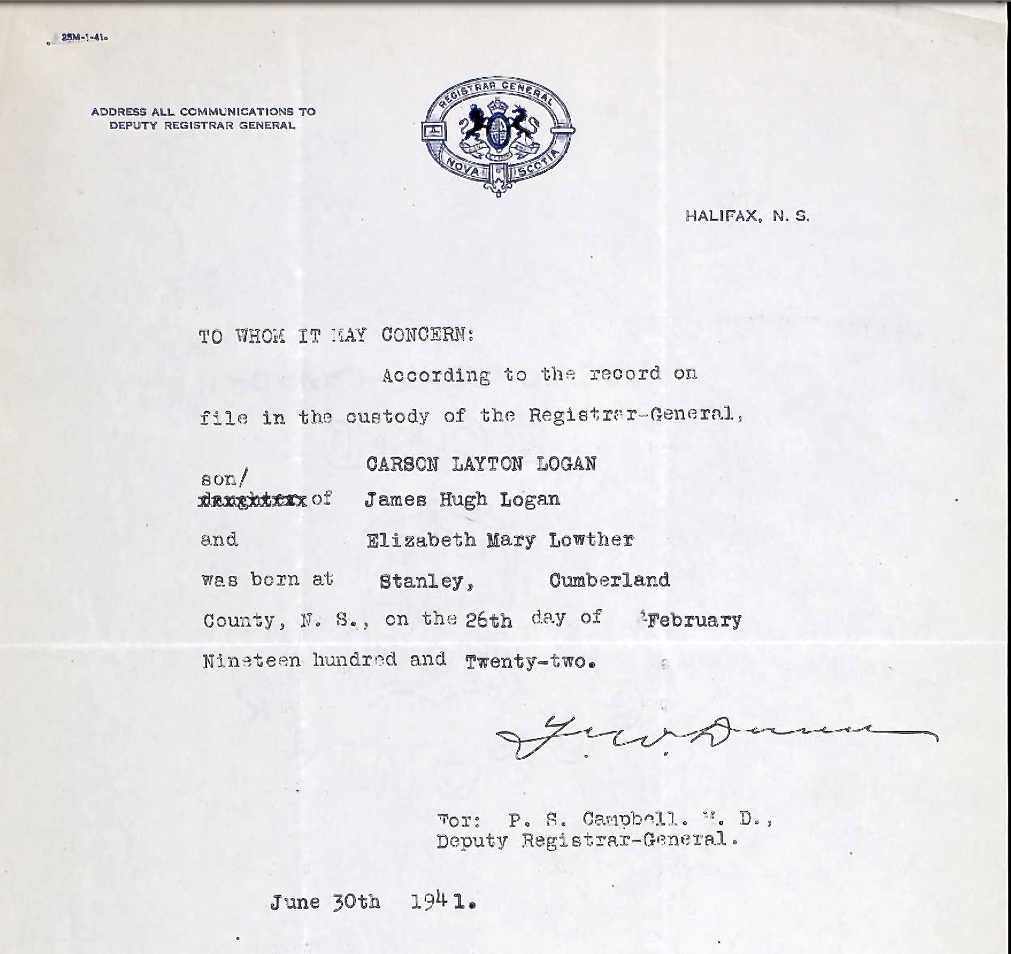 25M-1-41.
ADDRESS ALL COMMUNICATIONS TO
DEPUTY REGISTRAR GENERAL
REGISTRAR GENERAL
NOVA SCOTIA
HALIFAX, N. S.
TO WHOM IT MAY CONCERN:
According to the record on
file in the custody of the Registrar-General,
CARSON LAYTON LOGAN
son/
daughter of James Hugh Logan
and Elizabeth Mary Lowther
was born at Stanley, Cumberland
County, N. S., on the 26th day of February
Nineteen hundred and Twenty-two.
For: P. S. Campbell. M. D.,
Deputy Registrar-General.
June 30th 1941.